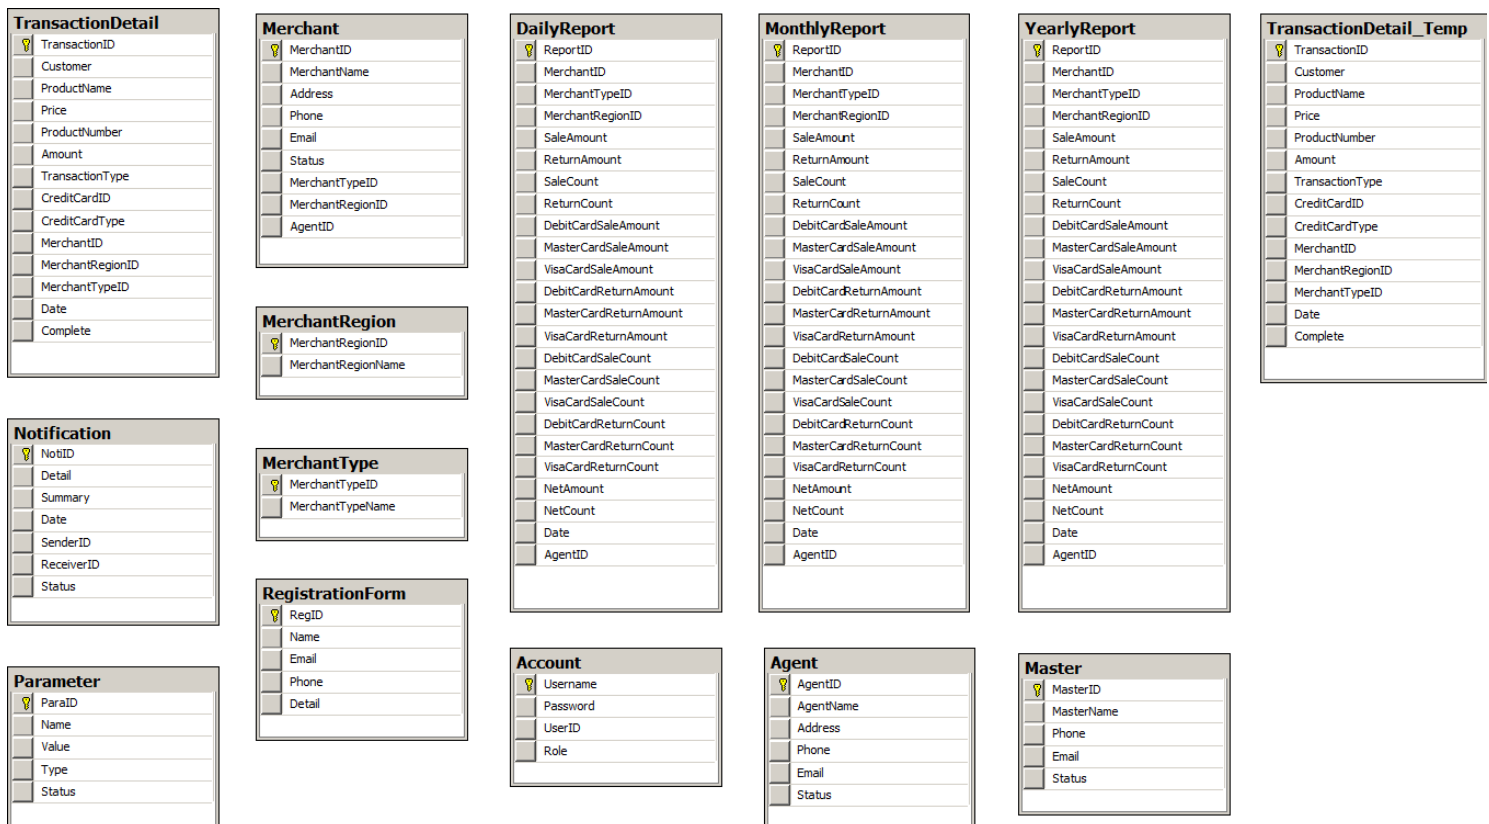 TransactionDetail
TransactionID
Customer
ProductName
Price
ProductNumber
Amount
TransactionType
CreditCardID
CreditCardType
MerchantID
MerchantRegionID
MerchantTypeID
Date
Complete
Notification
NotiID
Detail
Summary
Date
SenderID
ReceiverID
Status
Parameter
ParaID
Name
Value
Type
Status
Merchant
MerchantID
MerchantName
Address
Phone
Email
Status
MerchantTypeID
MerchantRegionID
AgentID
MerchantRegion
MerchantRegionID
MerchantRegionName
MerchantType
MerchantTypeID
MerchantTypeName
RegistrationForm
RegID
Name
Email
Phone
Detail
DailyReport
ReportID
MerchantID
MerchantTypeID
MerchantRegionID
SaleAmount
ReturnAmount
SaleCount
ReturnCount
DebitCardSaleAmount
MasterCardSaleAmount
VisaCardSaleAmount
DebitCardReturnAmount
MasterCardReturnAmount
VisaCardReturnAmount
DebitCardSaleCount
MasterCardSaleCount
VisaCardSaleCount
DebitCardReturnCount
MasterCardReturnCount
VisaCardReturnCount
NetAmount
NetCount
Date
AgentID
Account
Username
Password
UserID
Role
MonthlyReport
ReportID
MerchantID
MerchantTypeID
MerchantRegionID
SaleAmount
ReturnAmount
SaleCount
ReturnCount
DebitCardSaleAmount
MasterCardSaleAmount
VisaCardSaleAmount
DebitCardReturnAmount
MasterCardReturnAmount
VisaCardReturnAmount
DebitCardSaleCount
MasterCardSaleCount
VisaCardSaleCount
DebitCardReturnCount
MasterCardReturnCount
VisaCardReturnCount
NetAmount
NetCount
Date
AgentID
Agent
AgentID
AgentName
Address
Phone
Email
Status
YearlyReport
ReportID
MerchantID
MerchantTypeID
MerchantRegionID
SaleAmount
ReturnAmount
SaleCount
ReturnCount
DebitCardSaleAmount
MasterCardSaleAmount
VisaCardSaleAmount
DebitCardReturnAmount
MasterCardReturnAmount
VisaCardReturnAmount
DebitCardSaleCount
MasterCardSaleCount
VisaCardSaleCount
DebitCardReturnCount
MasterCardReturnCount
VisaCardReturnCount
NetAmount
NetCount
Date
AgentID
Master
MasterID
MasterName
Phone
Email
Status
TransactionDetail_Temp
TransactionID
Customer
ProductName
Price
ProductNumber
Amount
TransactionType
CreditCardID
CreditCardType
MerchantID
MerchantRegionID
MerchantTypeID
Date
Complete